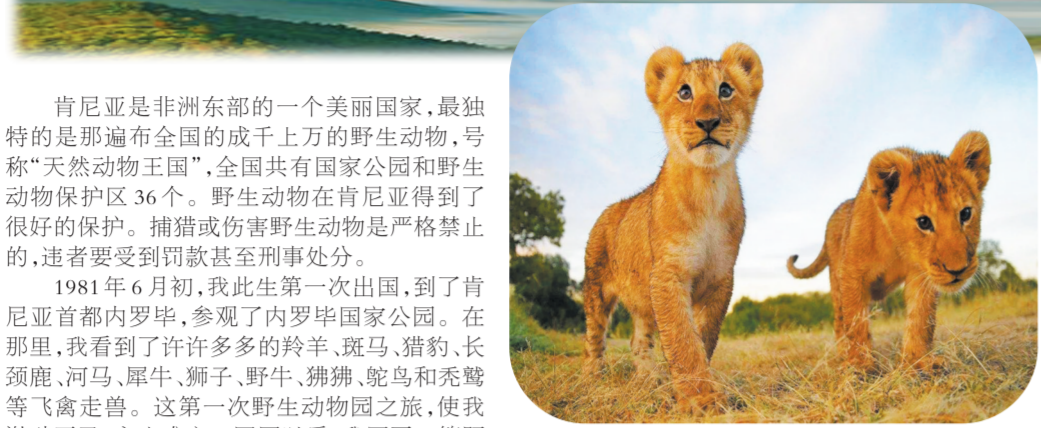 肯尼亚是非洲东部的一个美丽国家,最独
特的是那遍布全国的成千上万的野生动物,号
称“天然动物王国”,全国共有国家公园和野生
动物保护区36个。野生动物在肯尼亚得到了
很好的保护。捕猎或伤害野生动物是严格禁止
的,违者要受到罚款甚至刑事处分。
1981年6月初,我此生第一次出国,到了肯
尼亚首都内罗毕,参观了内罗毕国家公园。在
那里,我看到了许许多多的羚羊、斑马、猎豹、长
颈鹿、河马、犀牛、狮子、野牛、狒狒、鸵鸟和秃鹫
等飞禽走兽。这第一次野生动物园之旅,使我